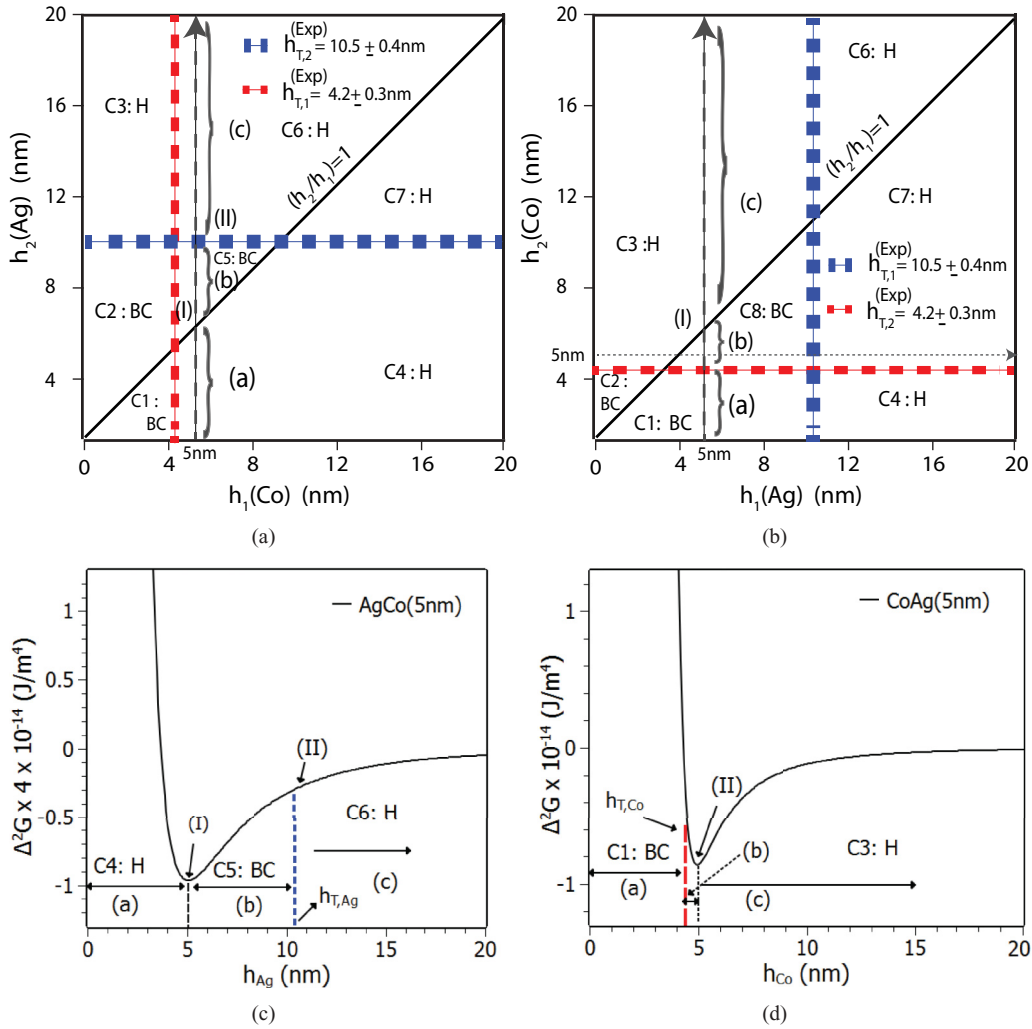 (a)
20
16
12
8
4
0
0
4
8
12
16
20
h2(Ag) (nm)
h1(Co) (nm)
(Exp)
hT,2 = 10.5 ± 0.4nm
(Exp)
hT,1 = 4.2 ± 0.3nm
C3: H
(c)
C6 : H
(h2/h1)=1
C7 : H
(II)
C5: BC
(b)
C2 : BC
(I)
(a)
C4 : H
C1 :
BC
5nm
(a)
(b)
20
16
12
8
4
0
0
4
8
12
16
20
h2(Co) (nm)
h1(Ag) (nm)
C6 : H
(h2/h1)=1
(c)
C7 : H
C3 : H
(Exp)
hT,1 = 10.5 ± 0.4nm
(Exp)
hT,2 = 4.2 ± 0.3nm
(I)
C8: BC
(b)
5nm
C2 :
BC
(a)
C4 : H
C1: BC
5nm
(b)
1
0.5
0
-0.5
-1
0
5
10
15
20
Δ²G x 4 x 10⁻¹⁴ (J/m⁴)
hAg (nm)
AgCo(5nm)
(II)
(I)
C6: H
C4: H
C5: BC
(c)
(a)
(b)
hT,Ag
(c)
1
0
-1
0
5
10
15
20
Δ²G x 10⁻¹⁴ (J/m⁴)
hCo (nm)
CoAg(5nm)
(II)
hT,Co
(b)
C1: BC
C3: H
(a)
(c)
(d)